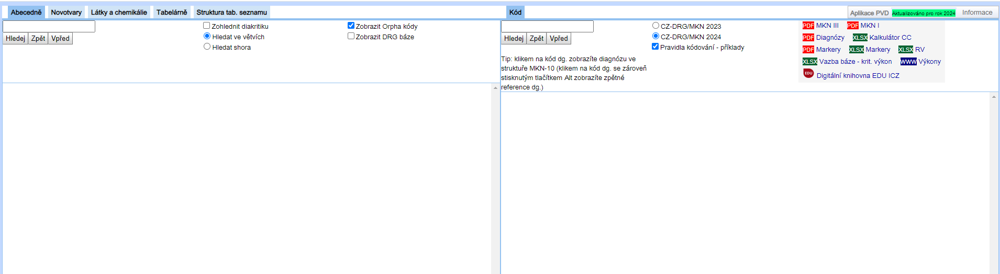 Abecedně Novotvary Látky a chemikálie Tabelárně Struktura tab. seznamu
Hledej Zpět Vpřed
Zohlednit diakritiku
Hledat ve větvích
Hledat shora
Zobrazit Orpha kódy
Zobrazit DRG báze
Kód
Aplikace PVD Aktualizováno pro rok 2024 Informace
Hledej Zpět Vpřed
Tip: klikem na kód dg. zobrazíte diagnózu ve
struktuře MKN-10 (klikem na kód dg. se zároveň
stisknutým tlačítkem Alt zobrazíte zpětné
reference dg.)
CZ-DRG/MKN 2023
CZ-DRG/MKN 2024
Pravidla kódování - příklady
PDF MKN III PDF MKN I
PDF Diagnózy XLSX Kalkulátor CC
PDF Markery XLSX Markery XLSX RV
XLSX Vazba báze - krit. výkon WWW Výkony
EDU Digitální knihovna EDU ICZ